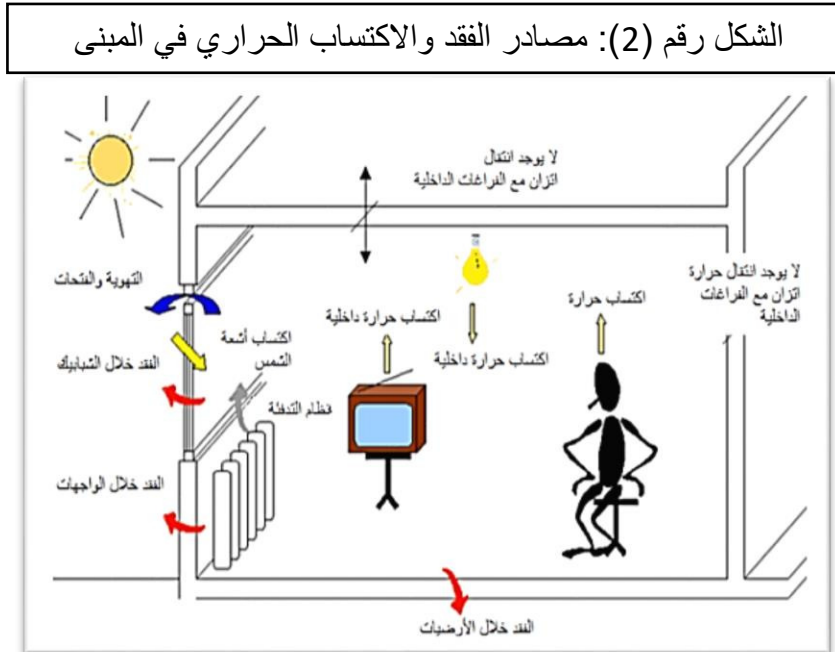 الشكل رقم (2): مصادر الفقد والاكتساب الحراري في المبنى
لا يوجد انتقال
اتزان مع الفراغات الداخلية
لا يوجد انتقال حرارة
اتزان مع الفراغات
الداخلية
التهوية والفتحات
اكتساب حرارة
اكتساب حرارة داخلية
اكتساب أشعة
الشمس
اكتساب حرارة داخلية
الفقد خلال الشبابيك
نظام التدفئة
الفقد خلال الواجهات
الفقد خلال الأرضيات